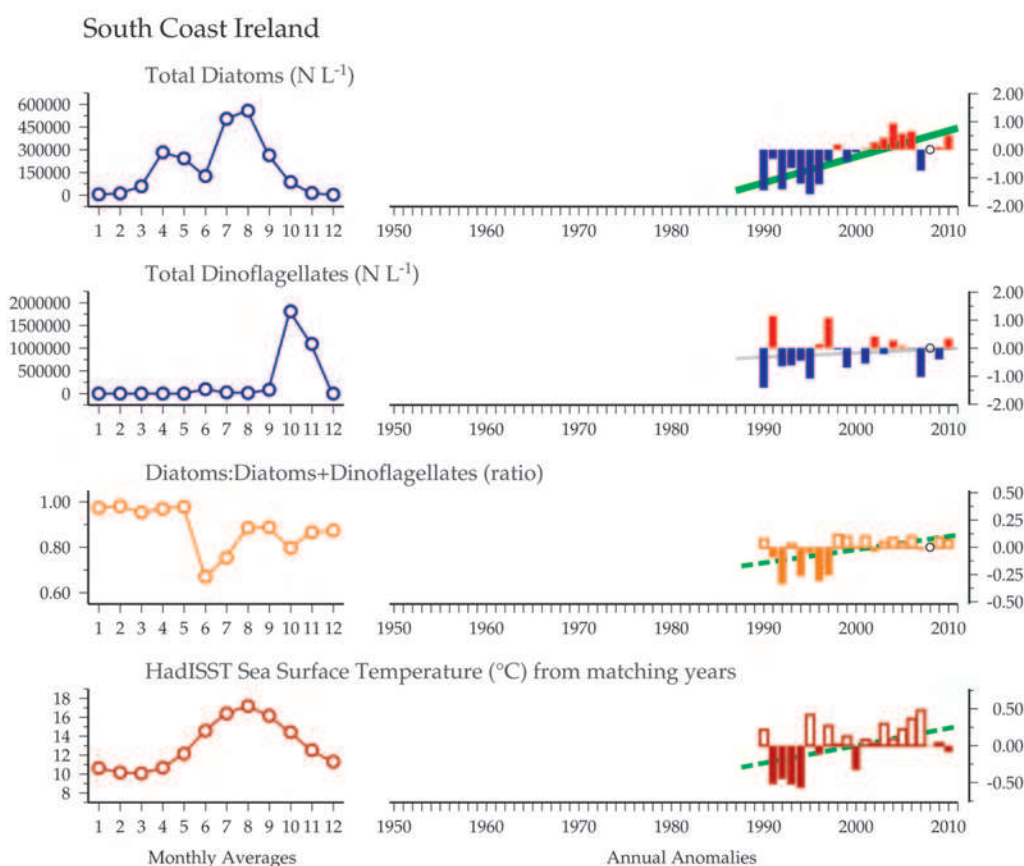 South Coast Ireland
Total Diatoms (N L⁻¹)
600000
450000
300000
150000
0
2.00
1.00
0.00
-1.00
-2.00
1 2 3 4 5 6 7 8 9 10 11 12
1950 1960 1970 1980 1990 2000 2010
Total Dinoflagellates (N L⁻¹)
2000000
1500000
1000000
500000
0
2.00
1.00
0.00
-1.00
-2.00
1 2 3 4 5 6 7 8 9 10 11 12
1950 1960 1970 1980 1990 2000 2010
Diatoms:Diatoms+Dinoflagellates (ratio)
1.00
0.80
0.60
0.50
0.25
0.00
-0.25
-0.50
1 2 3 4 5 6 7 8 9 10 11 12
1950 1960 1970 1980 1990 2000 2010
HadISST Sea Surface Temperature (°C) from matching years
18
16
14
12
10
8
0.50
0.00
-0.50
1 2 3 4 5 6 7 8 9 10 11 12
1950 1960 1970 1980 1990 2000 2010
Monthly Averages
Annual Anomalies